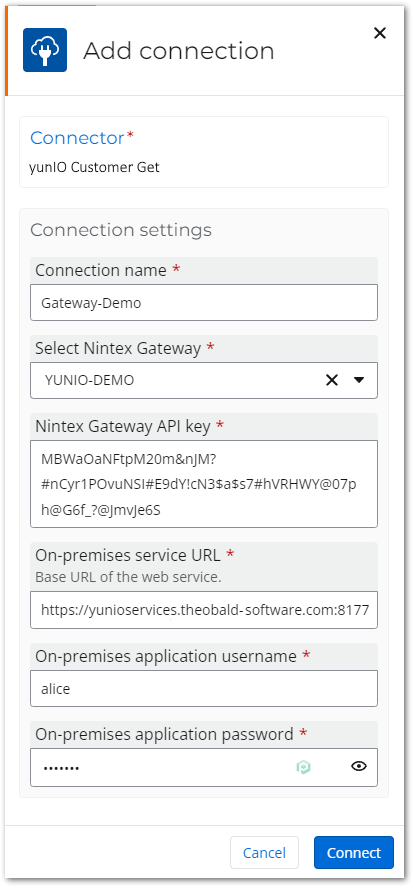 Add connection
Connector*
yunIO Customer Get
Connection settings
Connection name *
Gateway-Demo
Select Nintex Gateway *
YUNIO-DEMO
Nintex Gateway API key *
MBWaOaNFtpM20m&nJM?
#nCyr1POvuNSI#E9dY!cN3$a$s7#hVRHWY@07p
h@G6f_?@JmvJe6S
On-premises service URL *
Base URL of the web service.
https://yunioservices.theobald-software.com:8177
On-premises application username *
alice
On-premises application password *
•••••••
Cancel
Connect